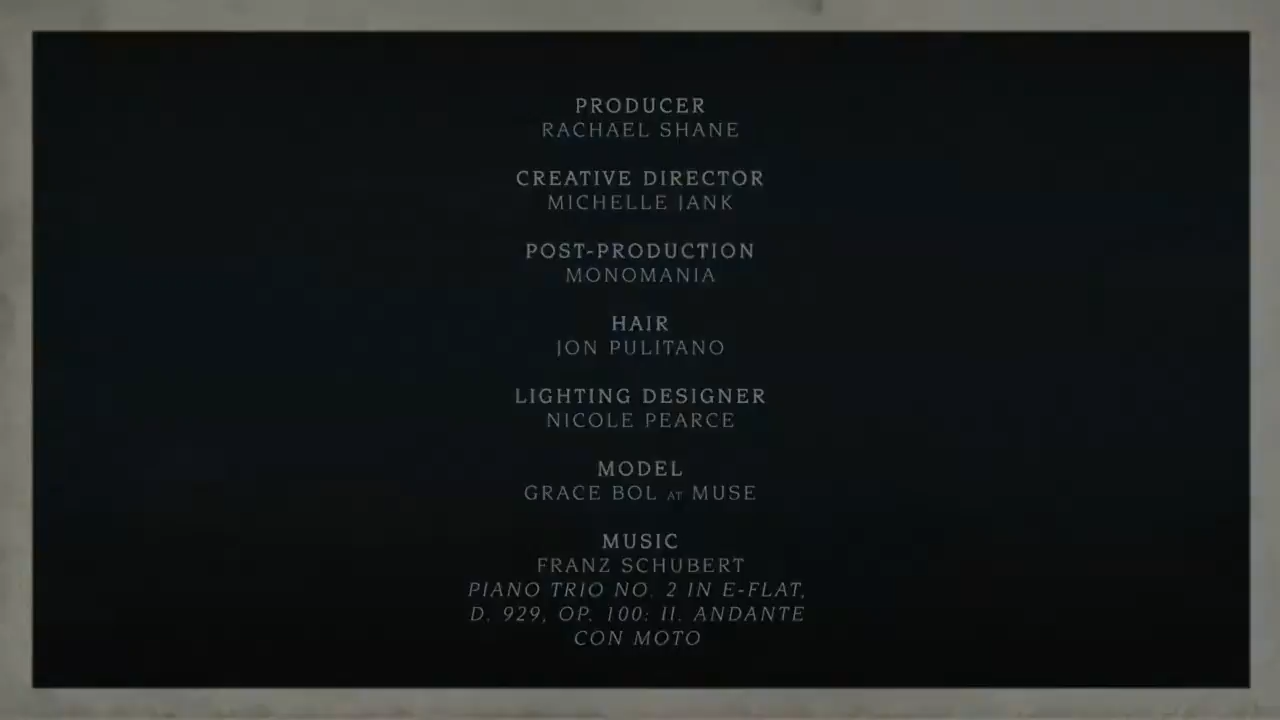 PRODUCER
RACHAEL SHANE
CREATIVE DIRECTOR
MICHELLE JANK
POST-PRODUCTION
MONOMANIA
HAIR
JON PULITANO
LIGHTING DESIGNER
NICOLE PEARCE
MODEL
GRACE BOL AT MUSE
MUSIC
FRANZ SCHUBERT
PIANO TRIO NO. 2 IN E-FLAT,
D. 929, OP. 100: II. ANDANTE
CON MOTO